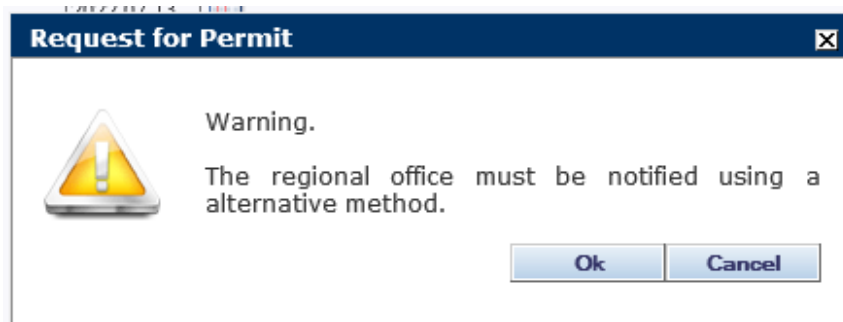 Request for Permit
Warning.
The regional office must be notified using a
alternative method.
Ok
Cancel